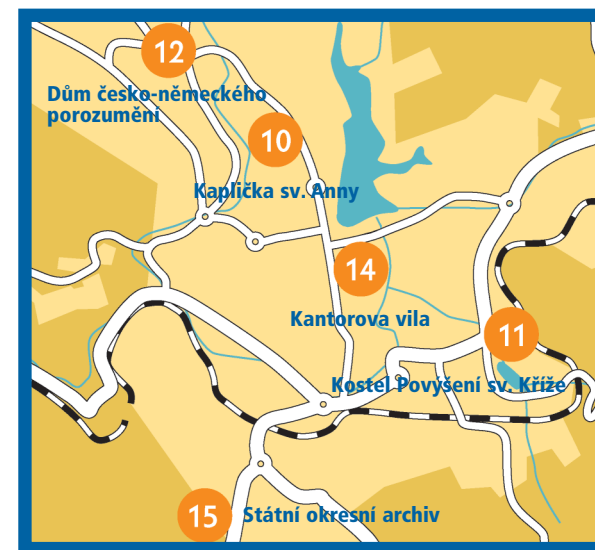 12
Dům česko-německého
porozumění
10
Kaplička sv. Anny
14
Kantorova vila
11
Kostel Povýšení sv. Kříže
15
Státní okresní archiv